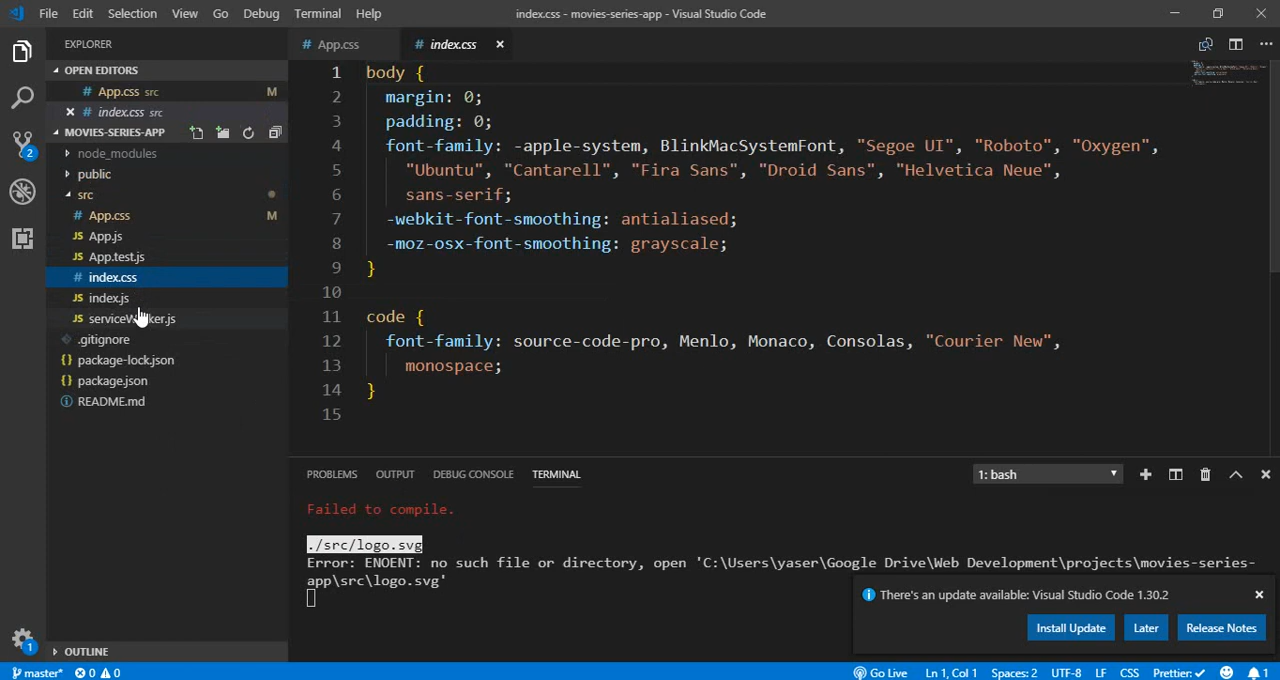 File Edit Selection View Go Debug Terminal Help
index.css - movies-series-app - Visual Studio Code
EXPLORER
OPEN EDITORS
# App.css src M
# index.css src
MOVIES-SERIES-APP
node_modules
public
src
# App.css M
JS App.js
JS App.test.js
# index.css
JS index.js
JS serviceWorker.js
.gitignore
{} package-lock.json
{} package.json
README.md
OUTLINE
2
1
# App.css
# index.css
1 body {
2 margin: 0;
3 padding: 0;
4 font-family: -apple-system, BlinkMacSystemFont, "Segoe UI", "Roboto", "Oxygen",
5 "Ubuntu", "Cantarell", "Fira Sans", "Droid Sans", "Helvetica Neue",
6 sans-serif;
7 -webkit-font-smoothing: antialiased;
8 -moz-osx-font-smoothing: grayscale;
9 }
10
11 code {
12 font-family: source-code-pro, Menlo, Monaco, Consolas, "Courier New",
13 monospace;
14 }
15
PROBLEMS OUTPUT DEBUG CONSOLE TERMINAL
1: bash
Failed to compile.
./src/logo.svg
Error: ENOENT: no such file or directory, open 'C:\Users\yaser\Google Drive\Web Development\projects\movies-series-
app\src\logo.svg'
There's an update available: Visual Studio Code 1.30.2
Install Update Later Release Notes
master* 0 0 Go Live Ln 1, Col 1 Spaces: 2 UTF-8 LF CSS Prettier: ✓ 1